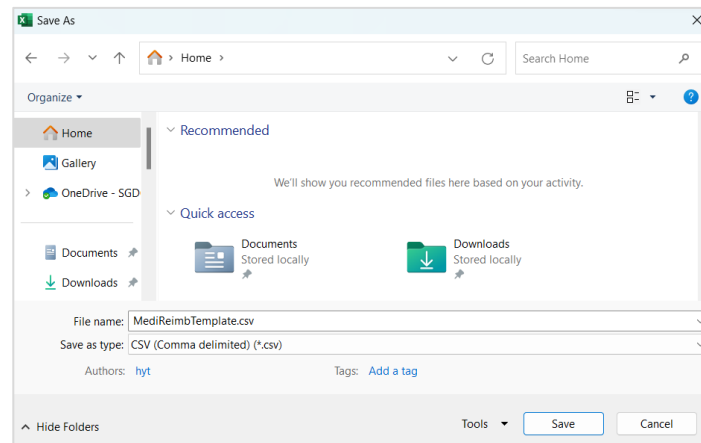 Save As
Home
Search Home
Organize
Home
Gallery
OneDrive - SGD
Documents
Downloads
Recommended
We'll show you recommended files here based on your activity.
Quick access
Documents
Stored locally
Downloads
Stored locally
File name: MediReimbTemplate.csv
Save as type: CSV (Comma delimited) (*.csv)
Authors: hyt Tags: Add a tag
Hide Folders Tools Save Cancel